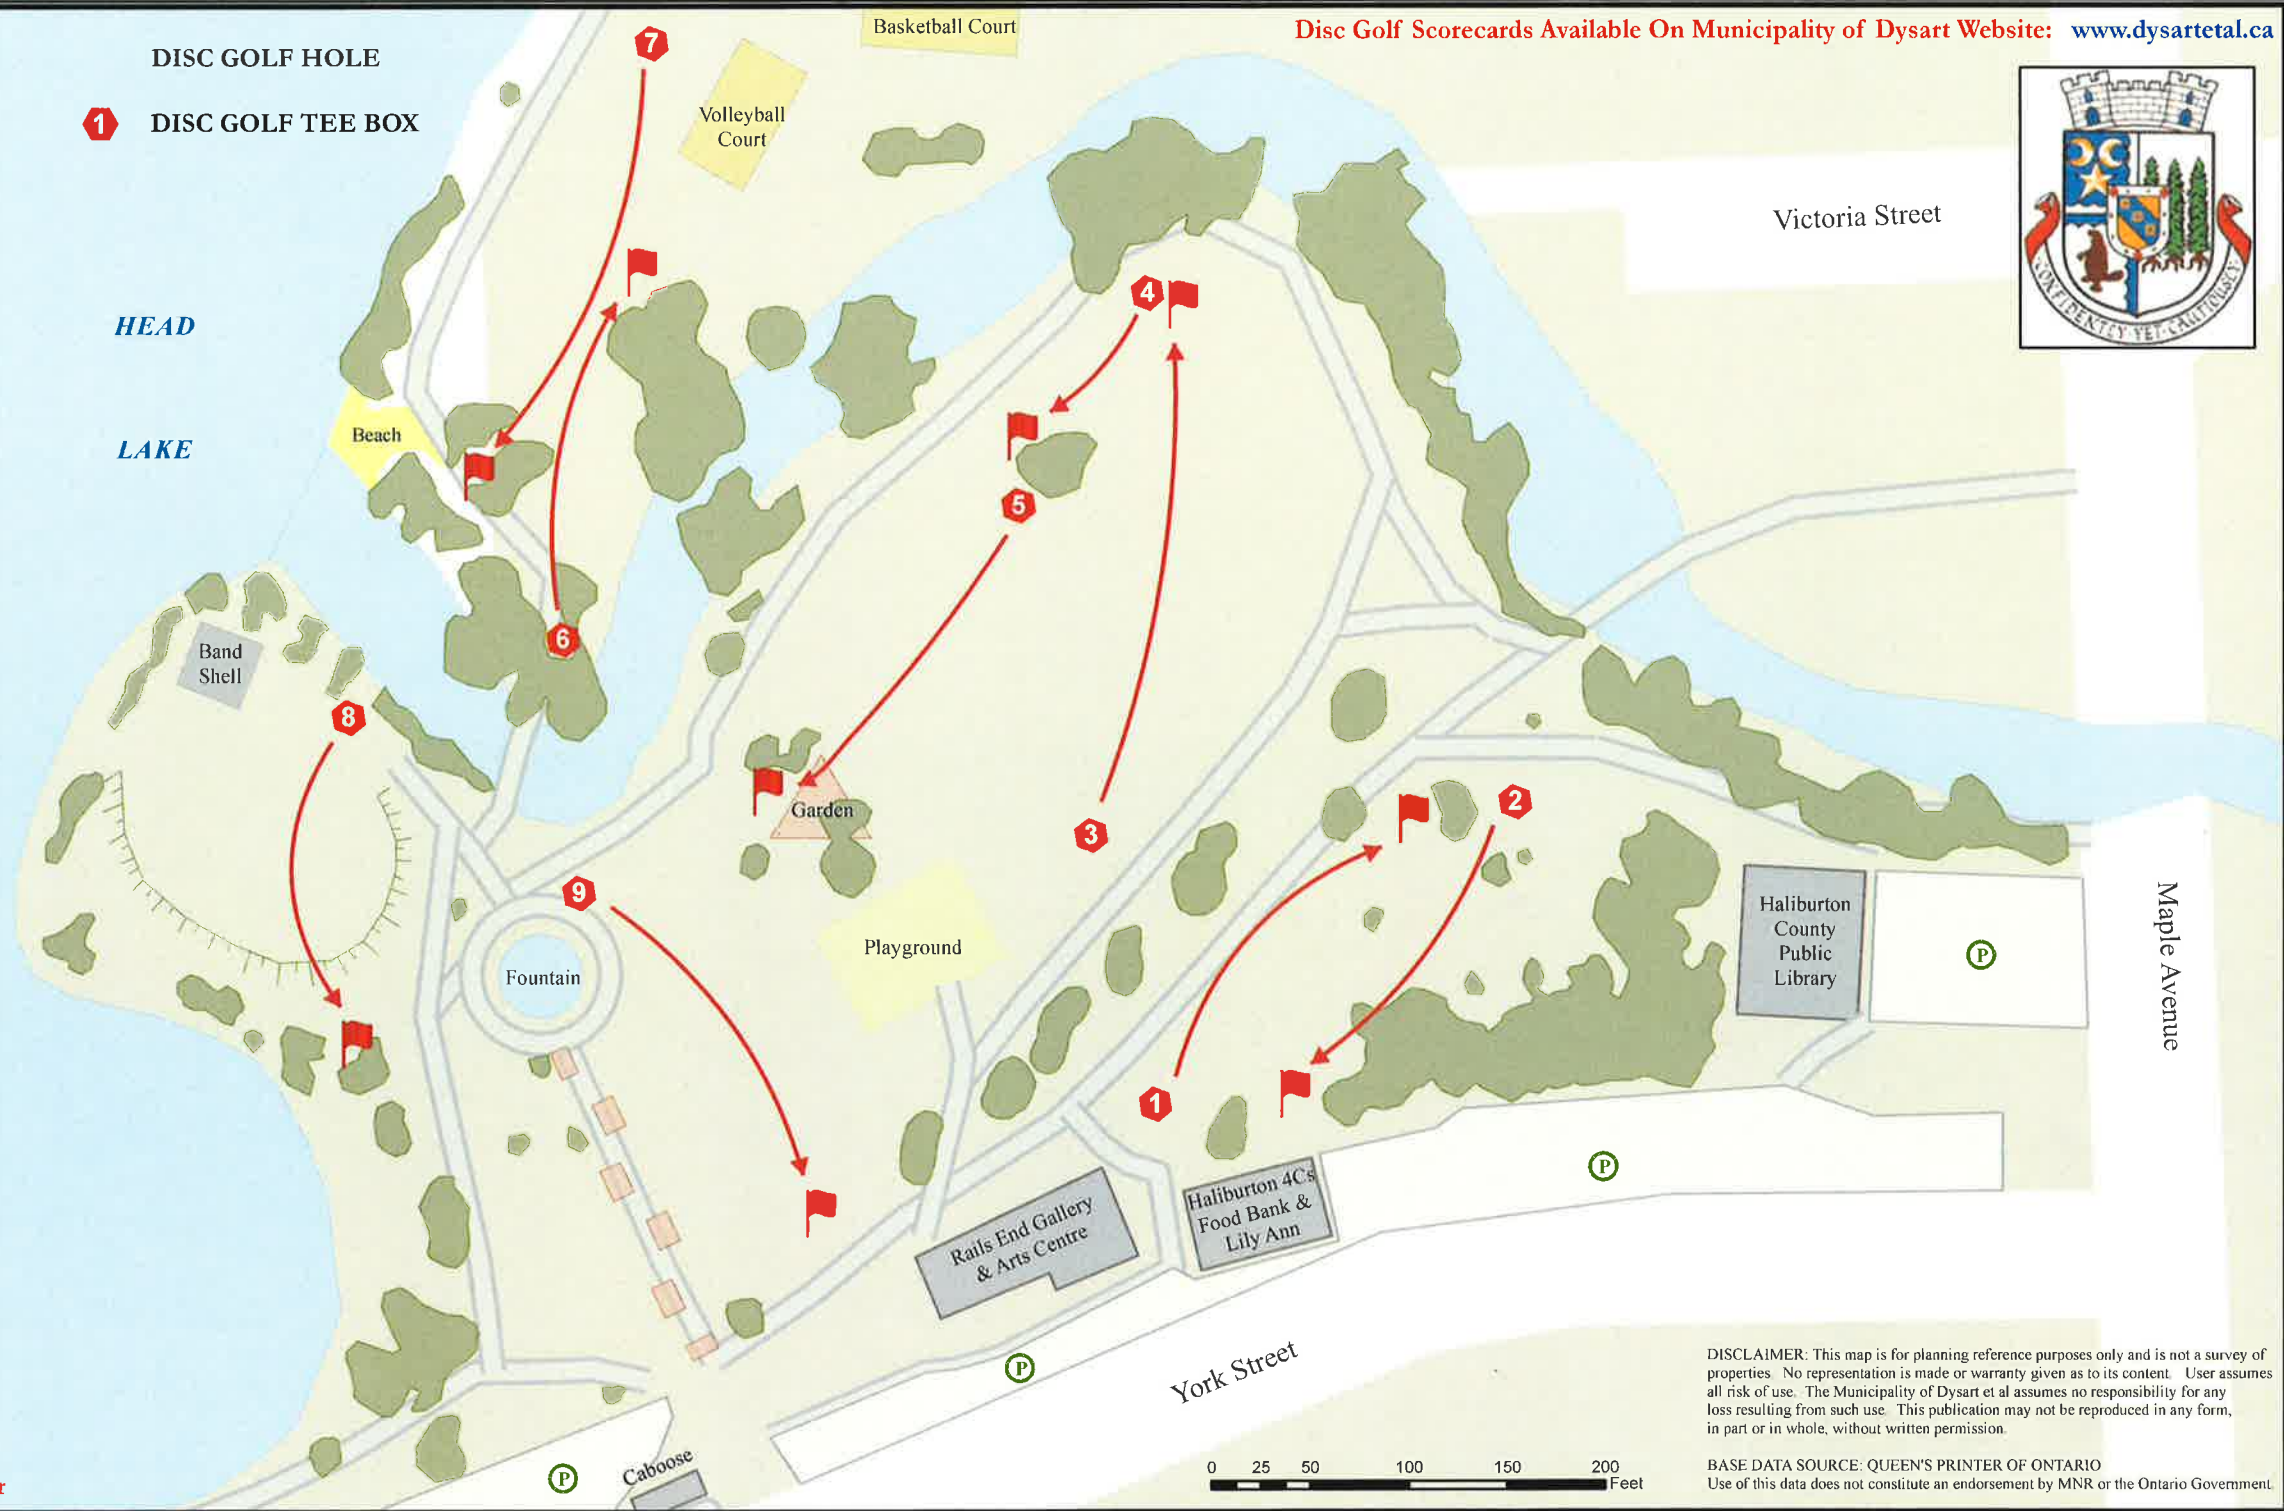 Disc Golf Scorecards Available On Municipality of Dysart Website: www.dysartetal.ca
DISC GOLF HOLE
1 DISC GOLF TEE BOX
7
Basketball Court
Volleyball
Court
Victoria Street
CONFIDENTLY YET CAUTIOUSLY
HEAD
LAKE
4
Beach
5
6
Band
Shell
8
Garden
3
2
9
Playground
Fountain
1
Haliburton
County
Public
Library
P
Maple Avenue
P
Haliburton 4Cs
Food Bank &
Lily Ann
Rails End Gallery
& Arts Centre
P
York Street
P
Caboose
0 25 50 100 150 200
Feet
DISCLAIMER: This map is for planning reference purposes only and is not a survey of
properties. No representation is made or warranty given as to its content. User assumes
all risk of use. The Municipality of Dysart et al assumes no responsibility for any
loss resulting from such use. This publication may not be reproduced in any form,
in part or in whole, without written permission.
BASE DATA SOURCE: QUEEN'S PRINTER OF ONTARIO
Use of this data does not constitute an endorsement by MNR or the Ontario Government.